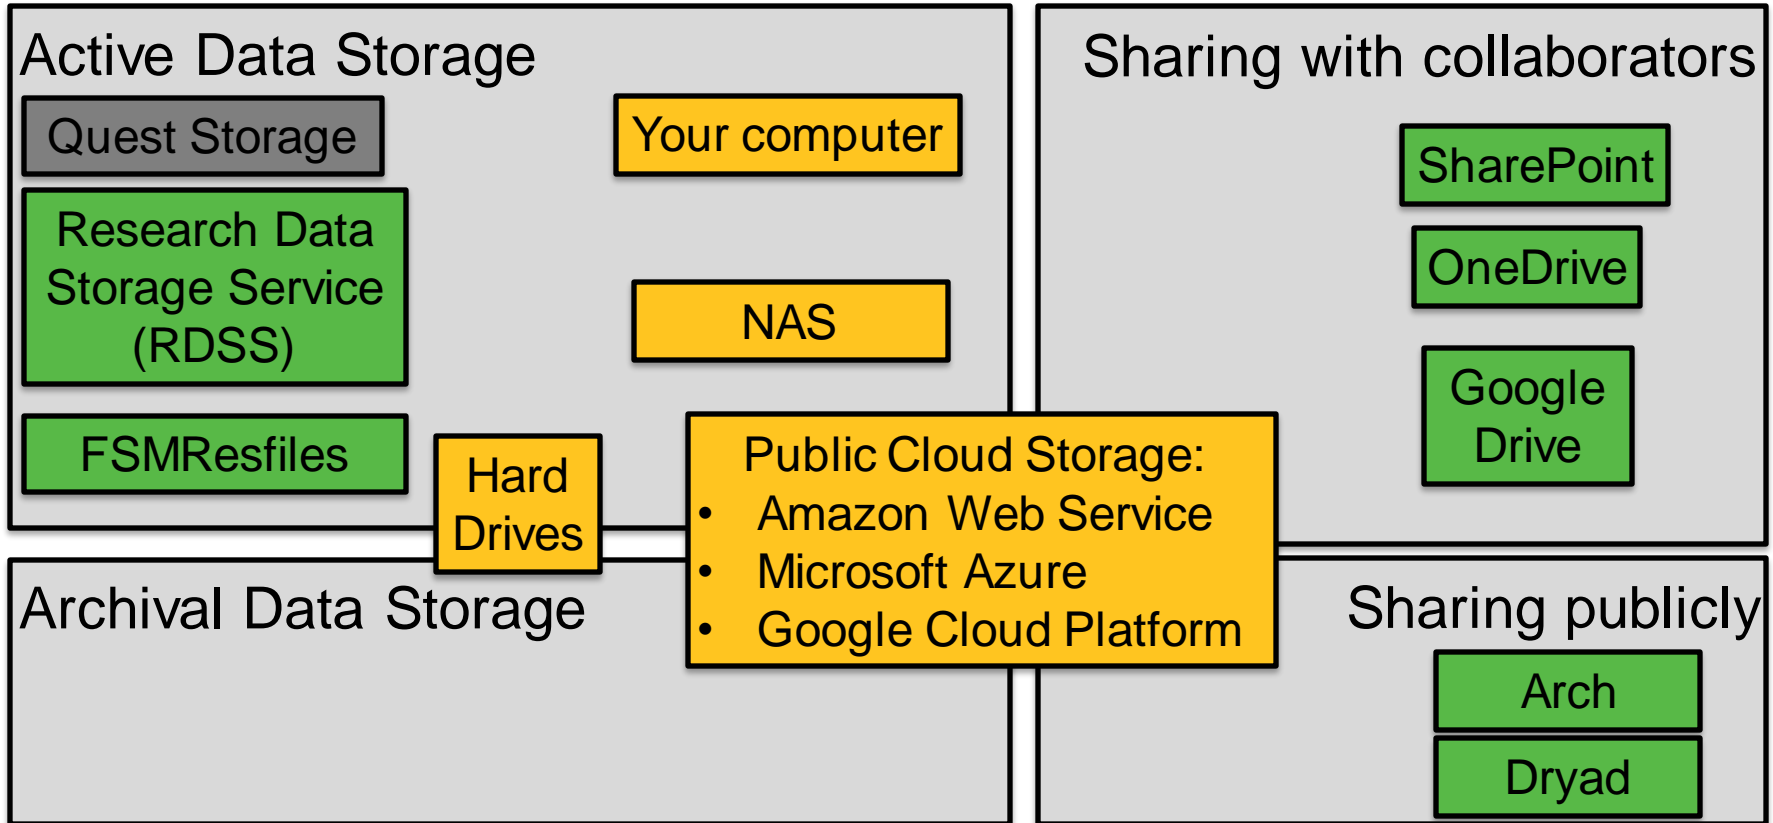 Active Data Storage
Quest Storage
Your computer
Research Data
Storage Service
(RDSS)
NAS
FSMResfiles
Hard
Drives
Public Cloud Storage:
• Amazon Web Service
• Microsoft Azure
• Google Cloud Platform
Sharing with collaborators
SharePoint
OneDrive
Google
Drive
Archival Data Storage
Sharing publicly
Arch
Dryad